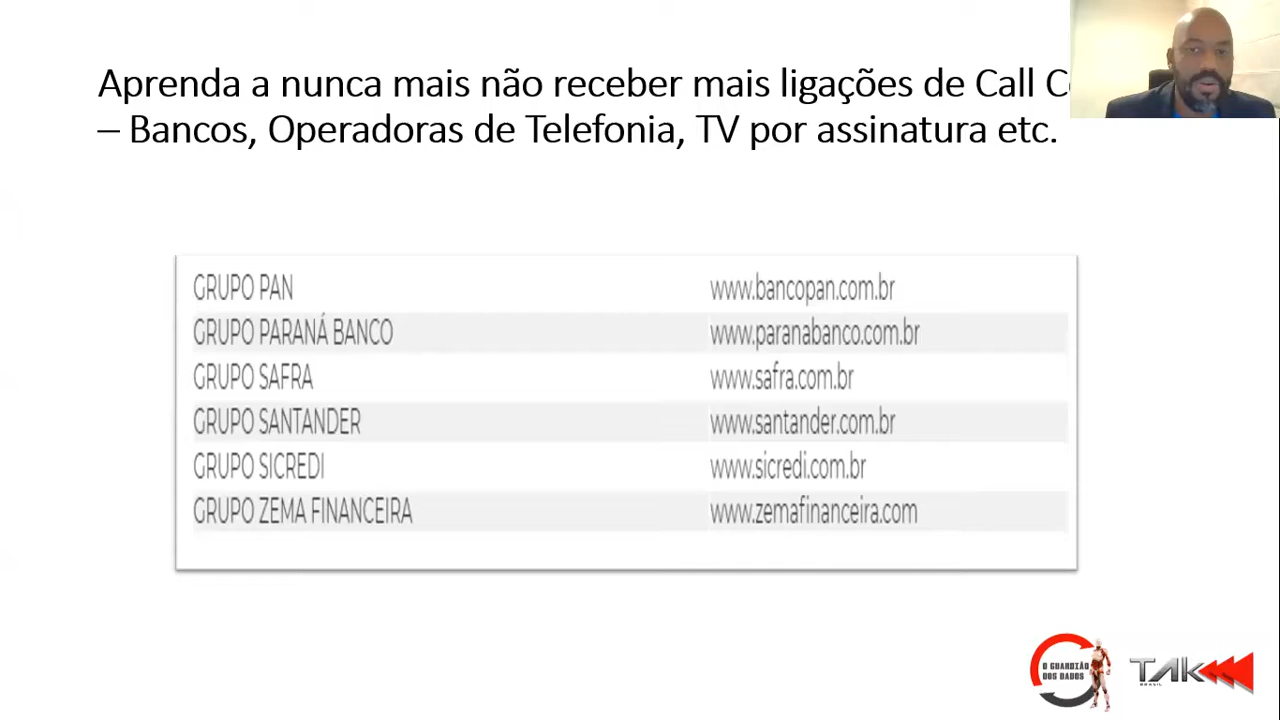 Aprenda a nunca mais não receber mais ligações de Call
– Bancos, Operadoras de Telefonia, TV por assinatura etc.
GRUPO PAN www.bancopan.com.br
GRUPO PARANÁ BANCO www.paranabanco.com.br
GRUPO SAFRA www.safra.com.br
GRUPO SANTANDER www.santander.com.br
GRUPO SICREDI www.sicredi.com.br
GRUPO ZEMA FINANCEIRA www.zemafinanceira.com
O GUARDIÃO
DOS DADOS
TAK
BRASIL